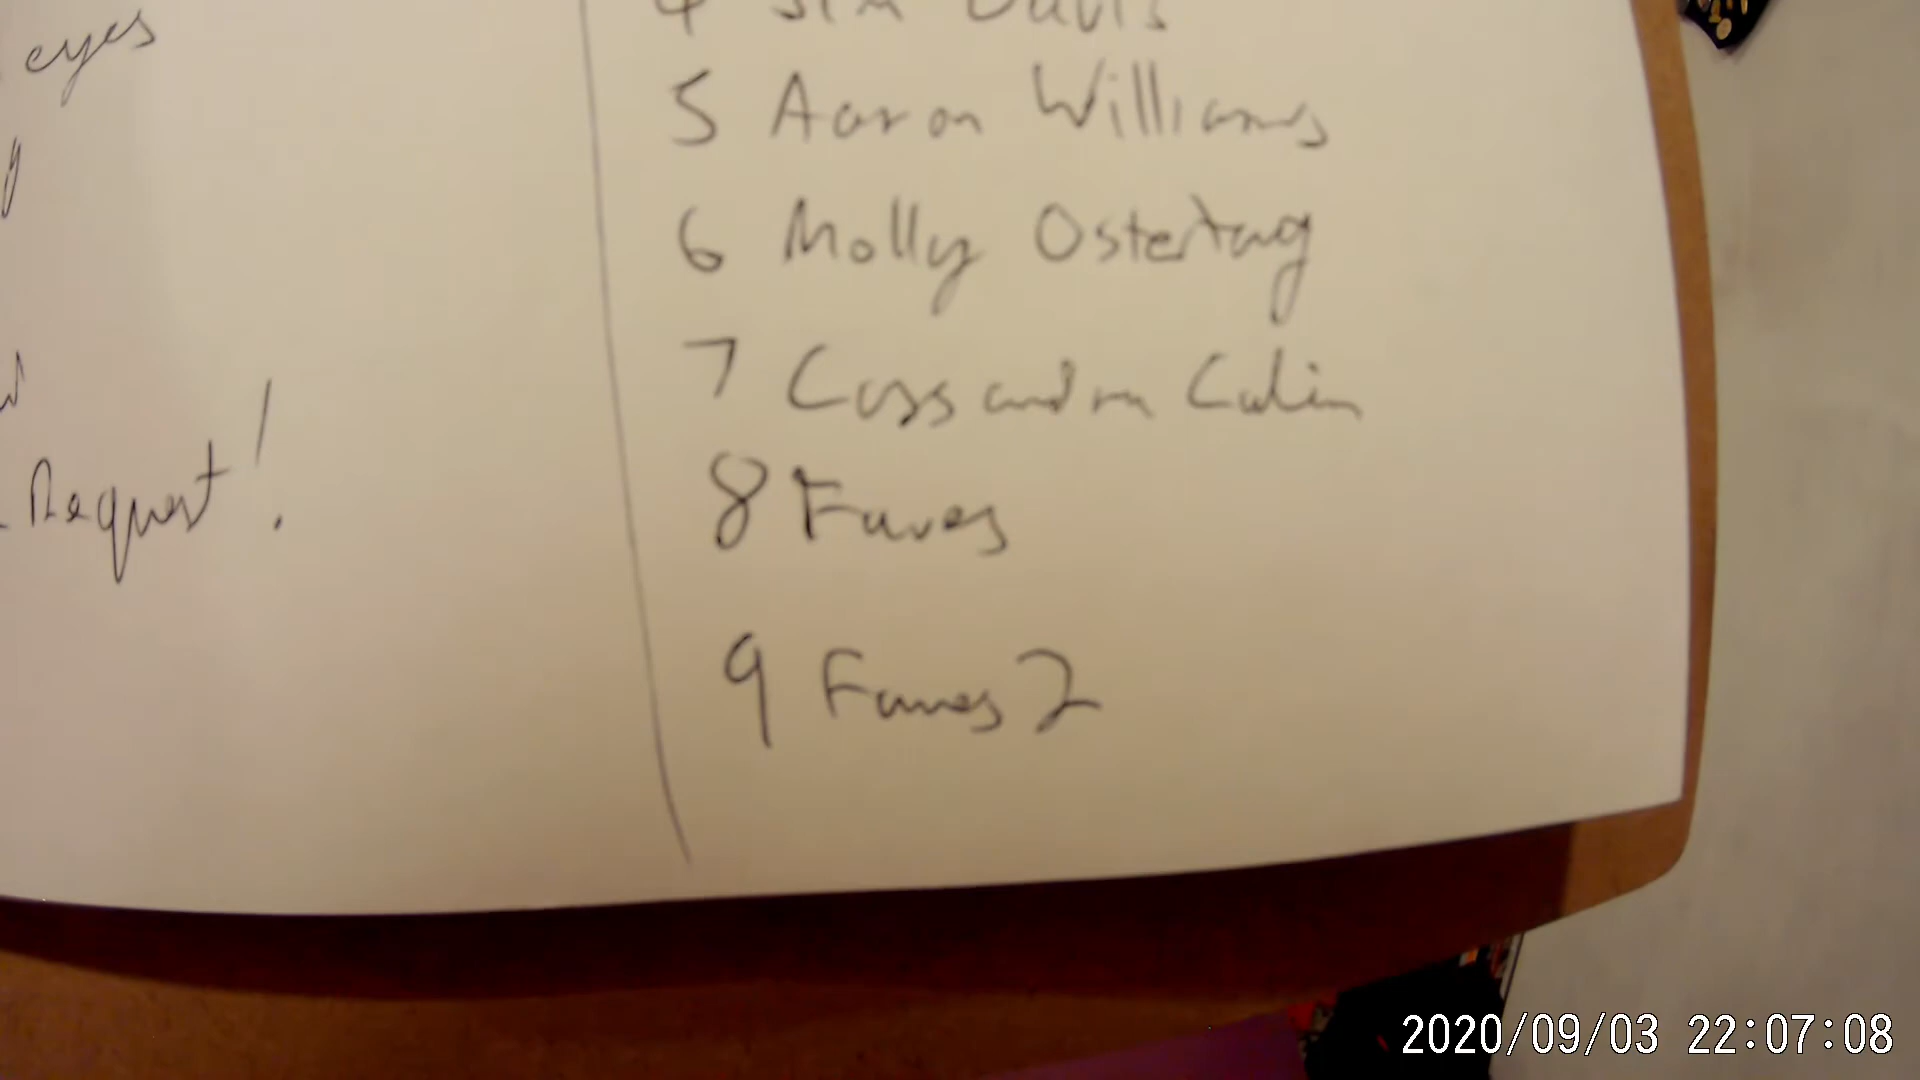 eyes
Request!
Davis
5 Aaron Williams
6 Molly Ostertag
7 Cassandra Calin
8 Faves
9 Faves 2
2020/09/03 22:07:08